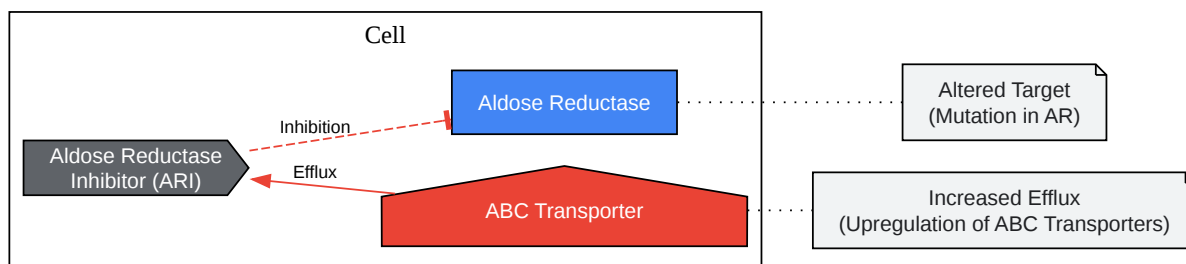 Cell
Aldose Reductase
Altered Target
(Mutation in AR)
Inhibition
Aldose Reductase
Inhibitor (ARI)
Efflux
ABC Transporter
Increased Efflux
(Upregulation of ABC Transporters)